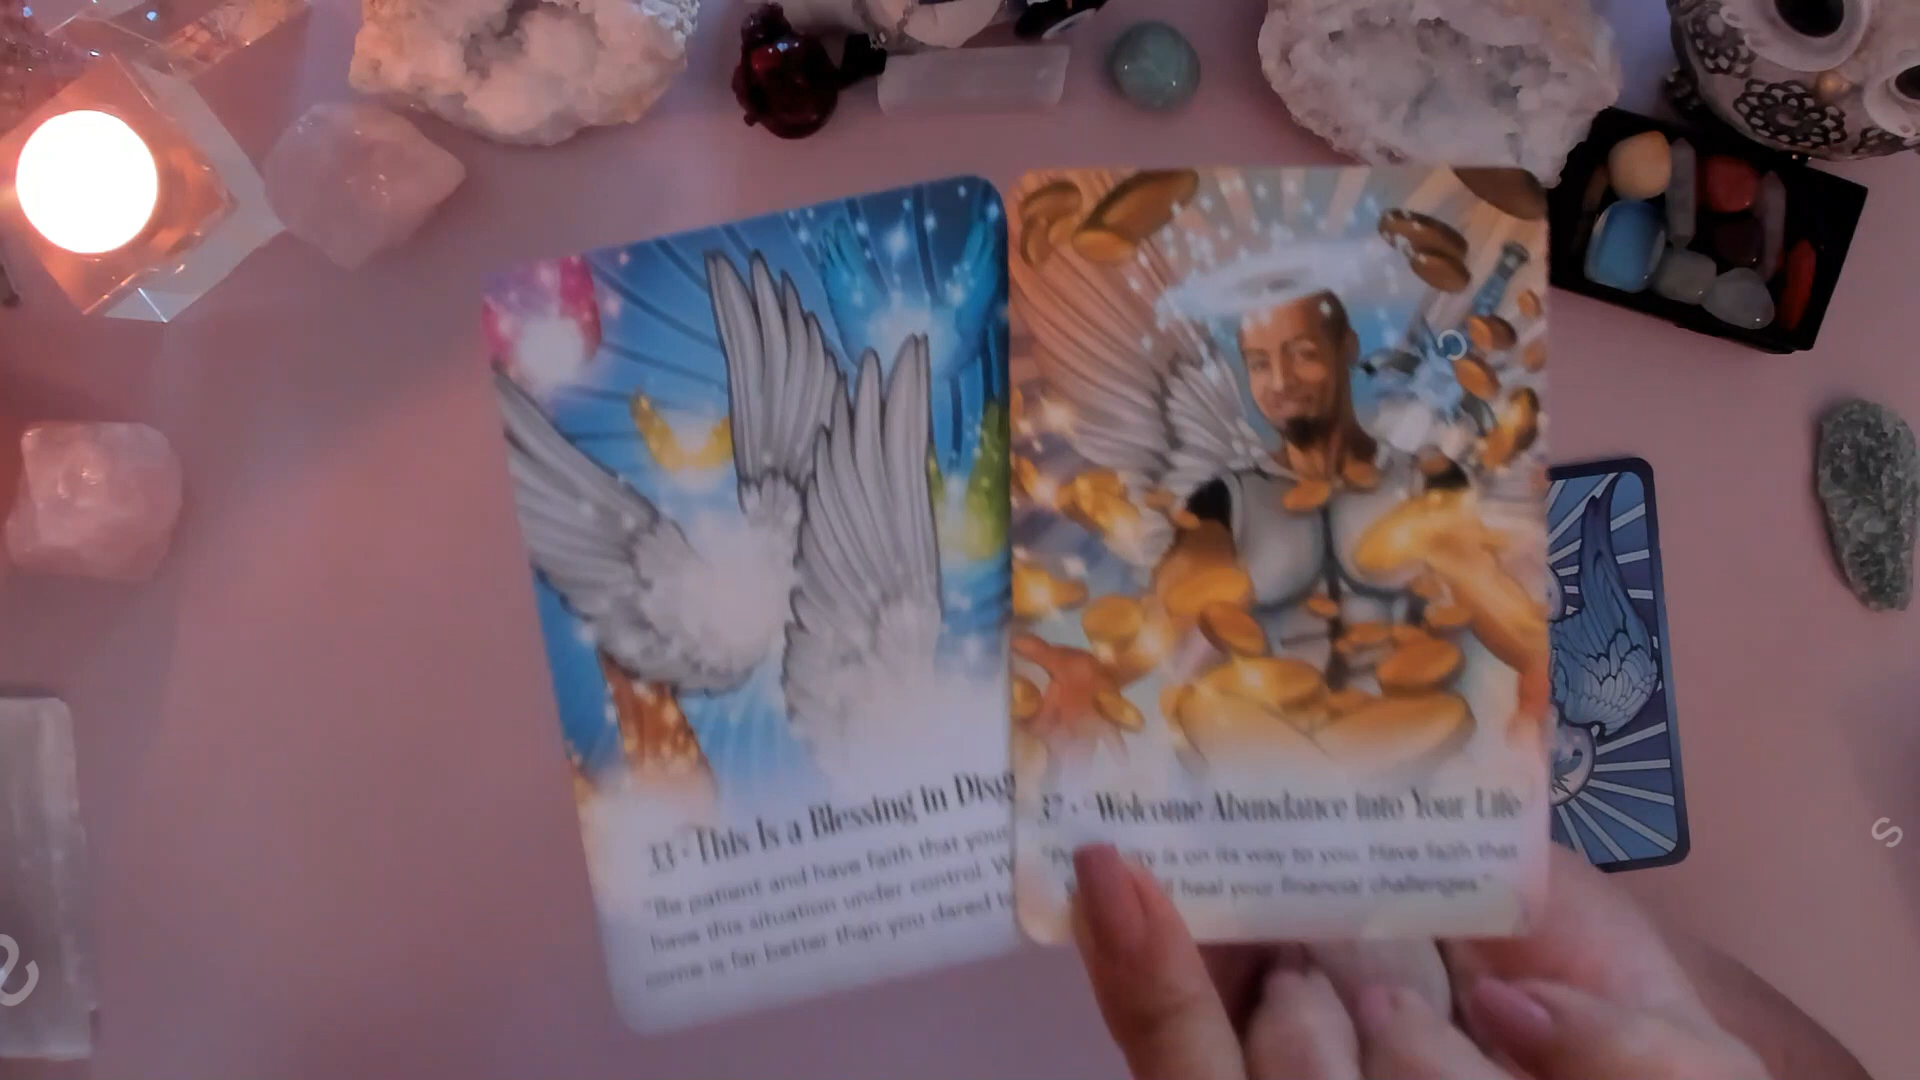 33 · This Is a Blessing in Disg
"Be patient and have faith that your
have this situation under control. W
come is far better than you dared to
37 · Welcome Abundance into Your Life
is on its way to you. Have faith that
heal your financial challenges."
S